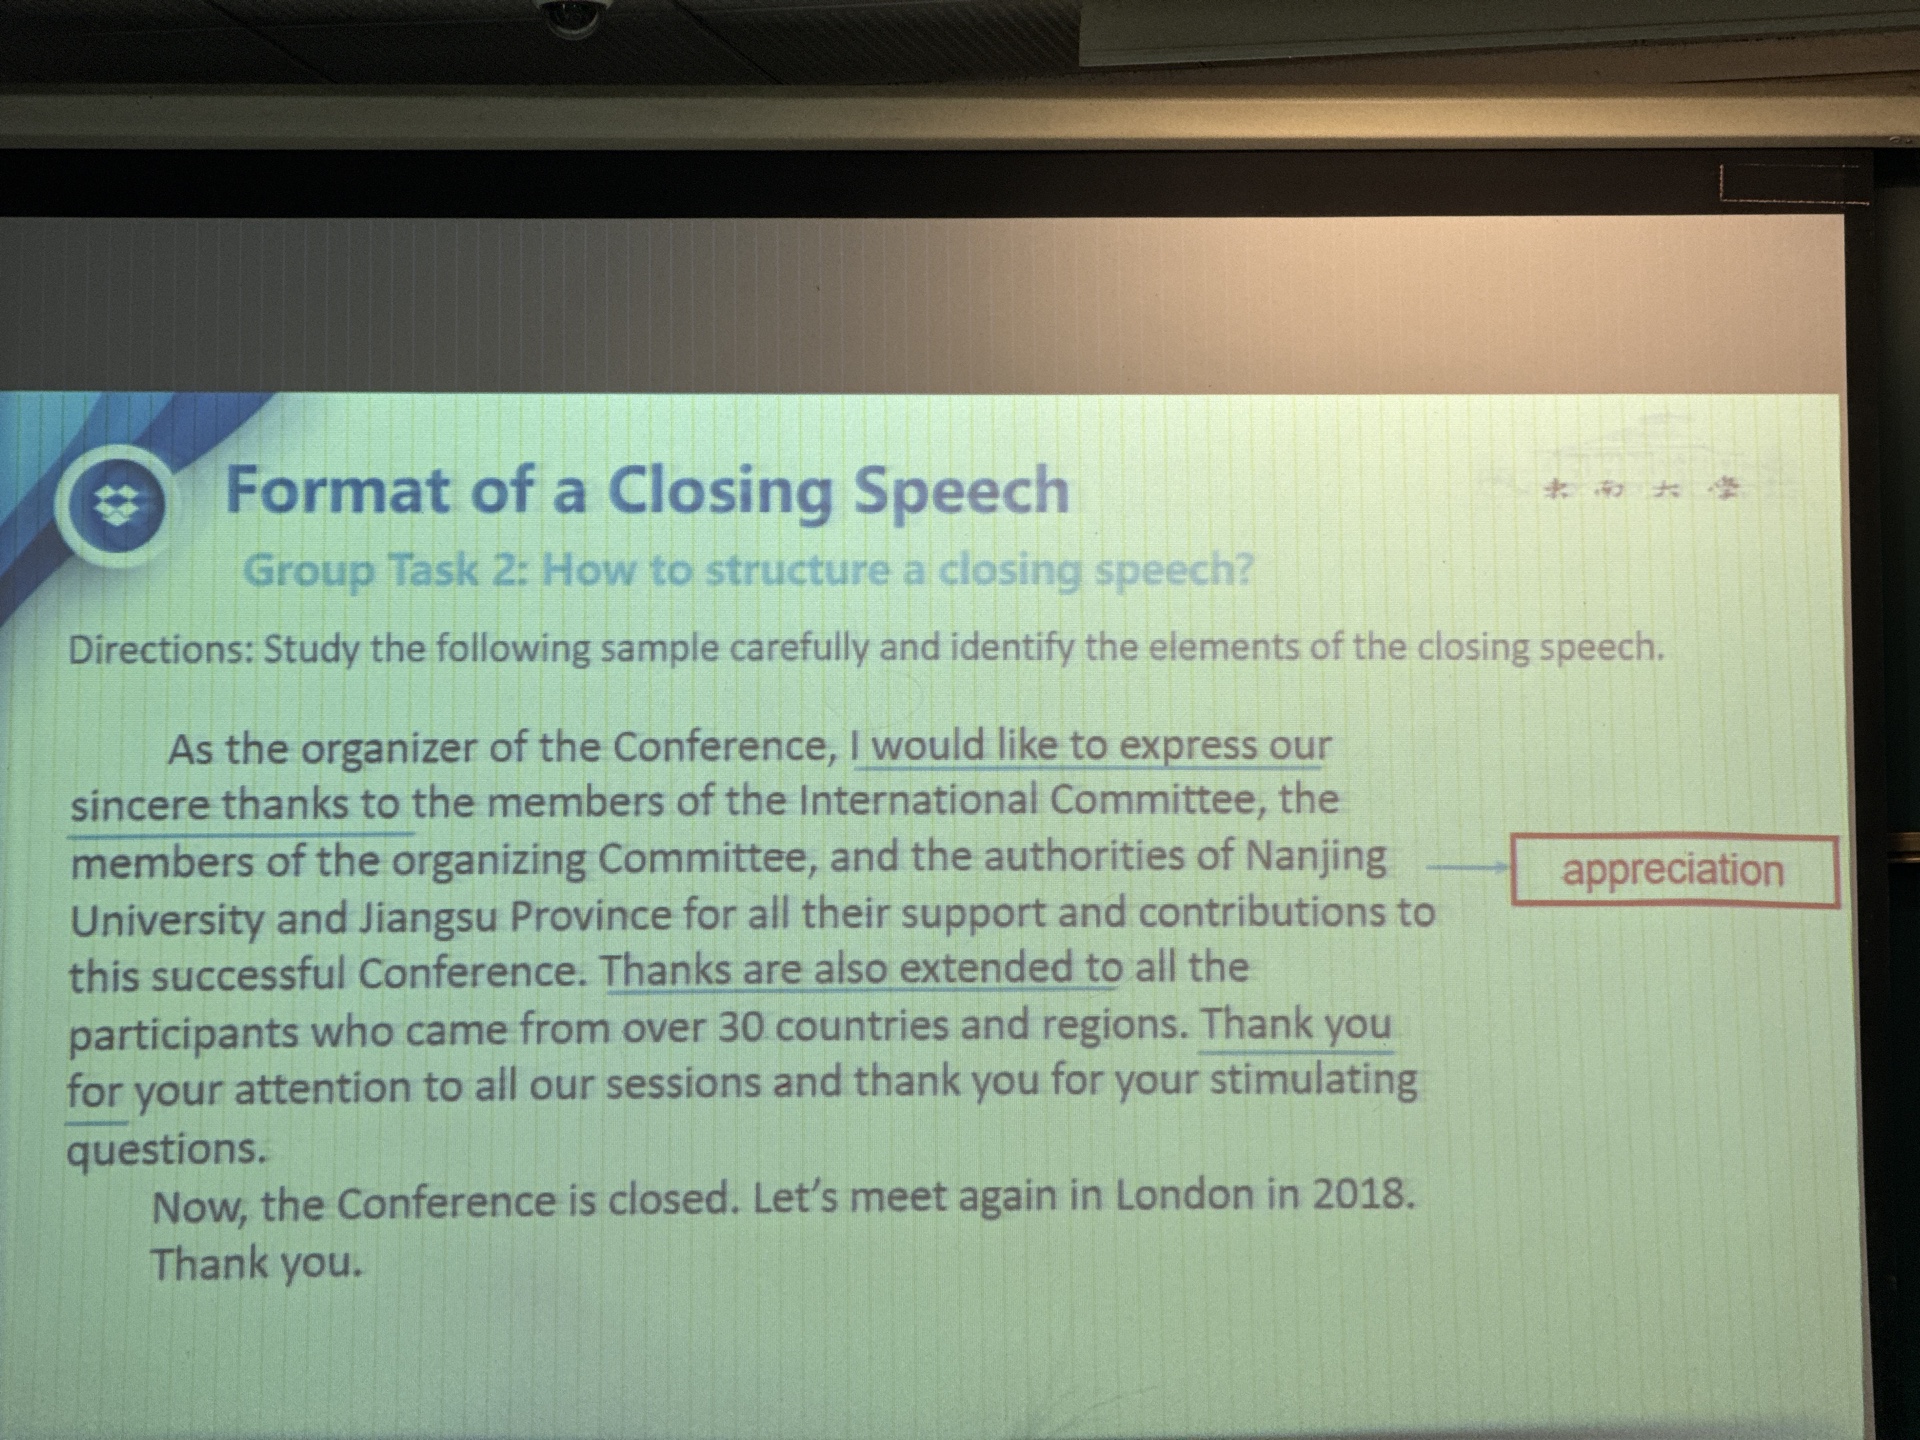 Format of a Closing Speech
東南大學
Group Task 2: How to structure a closing speech?
Directions: Study the following sample carefully and identify the elements of the closing speech.
As the organizer of the Conference, I would like to express our
sincere thanks to the members of the International Committee, the
members of the organizing Committee, and the authorities of Nanjing
University and Jiangsu Province for all their support and contributions to
this successful Conference. Thanks are also extended to all the
participants who came from over 30 countries and regions. Thank you
for your attention to all our sessions and thank you for your stimulating
questions.
Now, the Conference is closed. Let's meet again in London in 2018.
Thank you.
appreciation